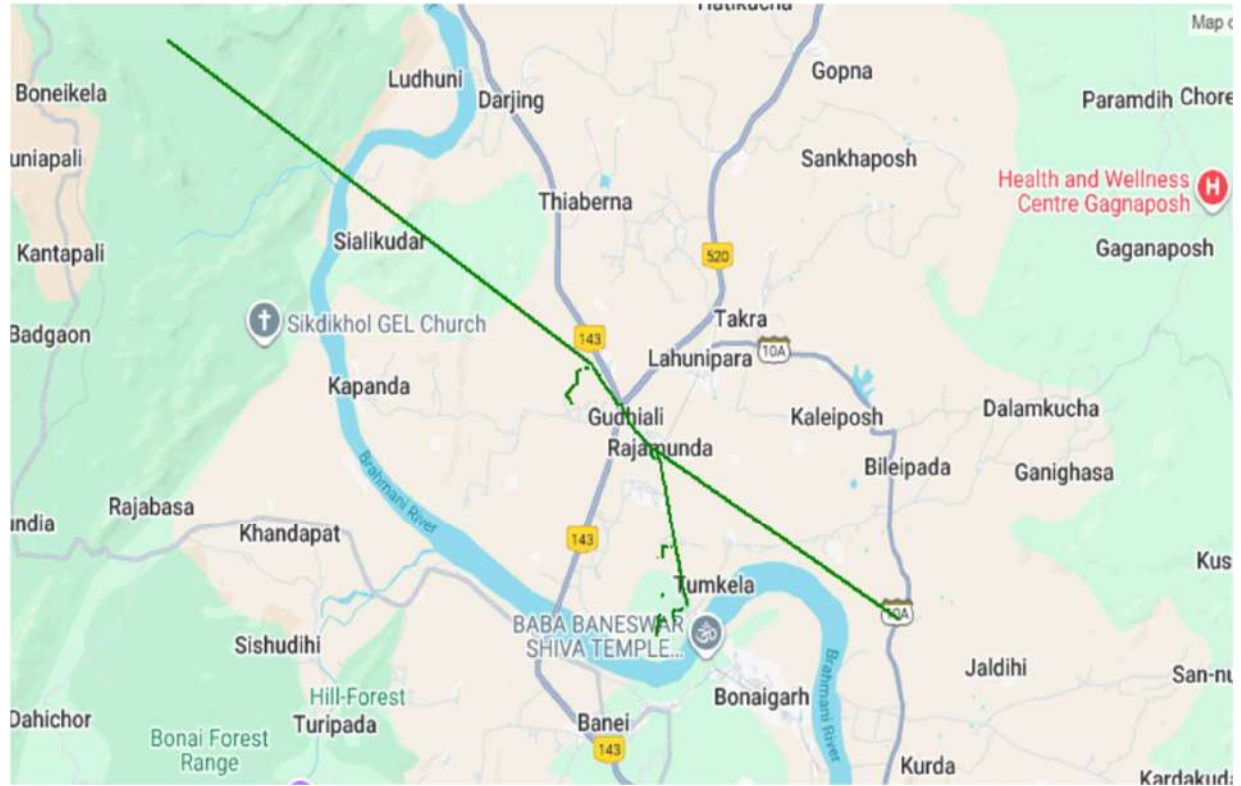 Hatikucha
Map
Ludhuni
Gopna
Boneikela
Darjing
Paramdih Chore
uniapali
Sankhaposh
Health and Wellness
Centre Gagnaposh
H
Thiaberna
Kantapali
Sialikudar
Gaganaposh
520
Badgaon
Sikdikhol GEL Church
143
Takra
Lahunipara
10A
Kapanda
Gudhiali
Kaleiposh
Dalamkucha
Rajamunda
Bileipada
Ganighasa
Brahmani River
Rajabasa
undia
Khandapat
143
Kus
Tumkela
10A
BABA BANESWAR
SHIVA TEMPLE...
Sishudihi
Brahmani River
Jaldihi
San-nu
Hill-Forest
Bonaigarh
Dahichor
Turipada
Banei
Bonai Forest
Range
143
Kurda
Kardakuda